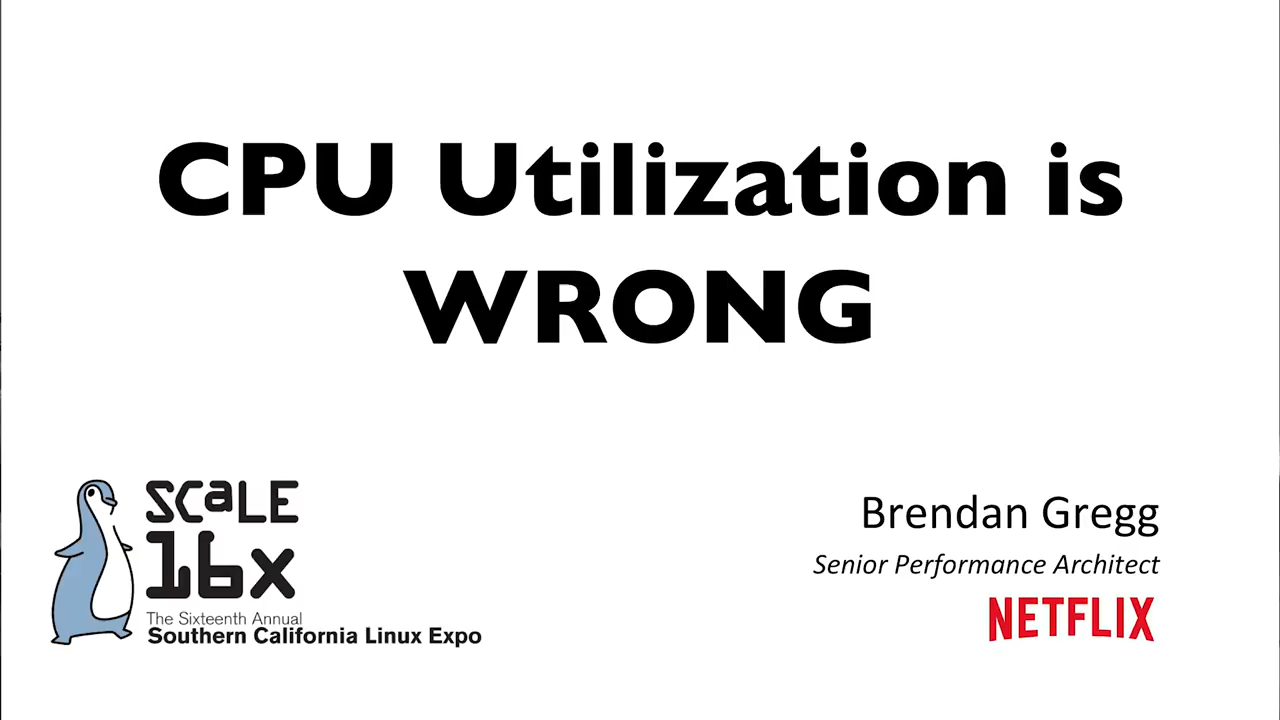 CPU Utilization is
WRONG
SCaLE
16x
The Sixteenth Annual
Southern California Linux Expo
Brendan Gregg
Senior Performance Architect
NETFLIX